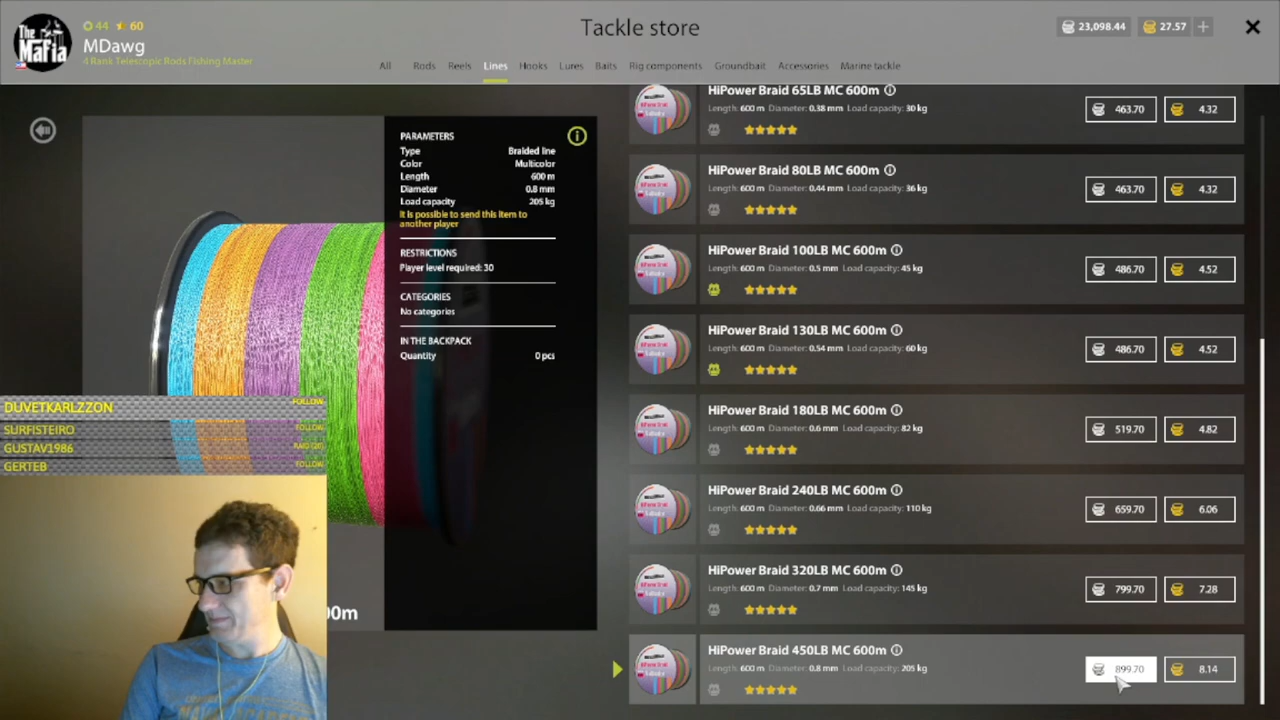 The Mafia
44 60
MDawg
4 Rank Telescopic Rods Fishing Master
Tackle store
23,098.44 27.57
All Rods Reels Lines Hooks Lures Baits Rig components Groundbait Accessories Marine tackle
PARAMETERS
Type Braided line
Color Multicolor
Length 600 m
Diameter 0.8 mm
Load capacity 205 kg
It is possible to send this item to
another player
RESTRICTIONS
Player level required: 30
CATEGORIES
No categories
IN THE BACKPACK
Quantity 0 pcs
00m
DUVETKARLZZON FOLLOW
SURFISTEIRO FOLLOW
GUSTAV1986 RAID (20)
GERTEB FOLLOW
HiPower Braid 65LB MC 600m
Length: 600 m Diameter: 0.38 mm Load capacity: 30 kg
463.70 4.32
HiPower Braid 80LB MC 600m
Length: 600 m Diameter: 0.44 mm Load capacity: 36 kg
463.70 4.32
HiPower Braid 100LB MC 600m
Length: 600 m Diameter: 0.5 mm Load capacity: 45 kg
486.70 4.52
HiPower Braid 130LB MC 600m
Length: 600 m Diameter: 0.54 mm Load capacity: 60 kg
486.70 4.52
HiPower Braid 180LB MC 600m
Length: 600 m Diameter: 0.6 mm Load capacity: 82 kg
519.70 4.82
HiPower Braid 240LB MC 600m
Length: 600 m Diameter: 0.66 mm Load capacity: 110 kg
659.70 6.06
HiPower Braid 320LB MC 600m
Length: 600 m Diameter: 0.7 mm Load capacity: 145 kg
799.70 7.28
HiPower Braid 450LB MC 600m
Length: 600 m Diameter: 0.8 mm Load capacity: 205 kg
899.70 8.14